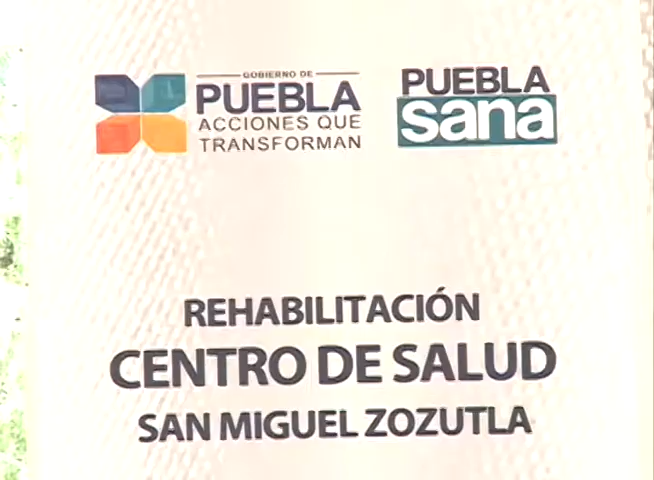 GOBIERNO DE
PUEBLA
ACCIONES QUE
TRANSFORMAN
PUEBLA
sana
REHABILITACIÓN
CENTRO DE SALUD
SAN MIGUEL ZOZUTLA